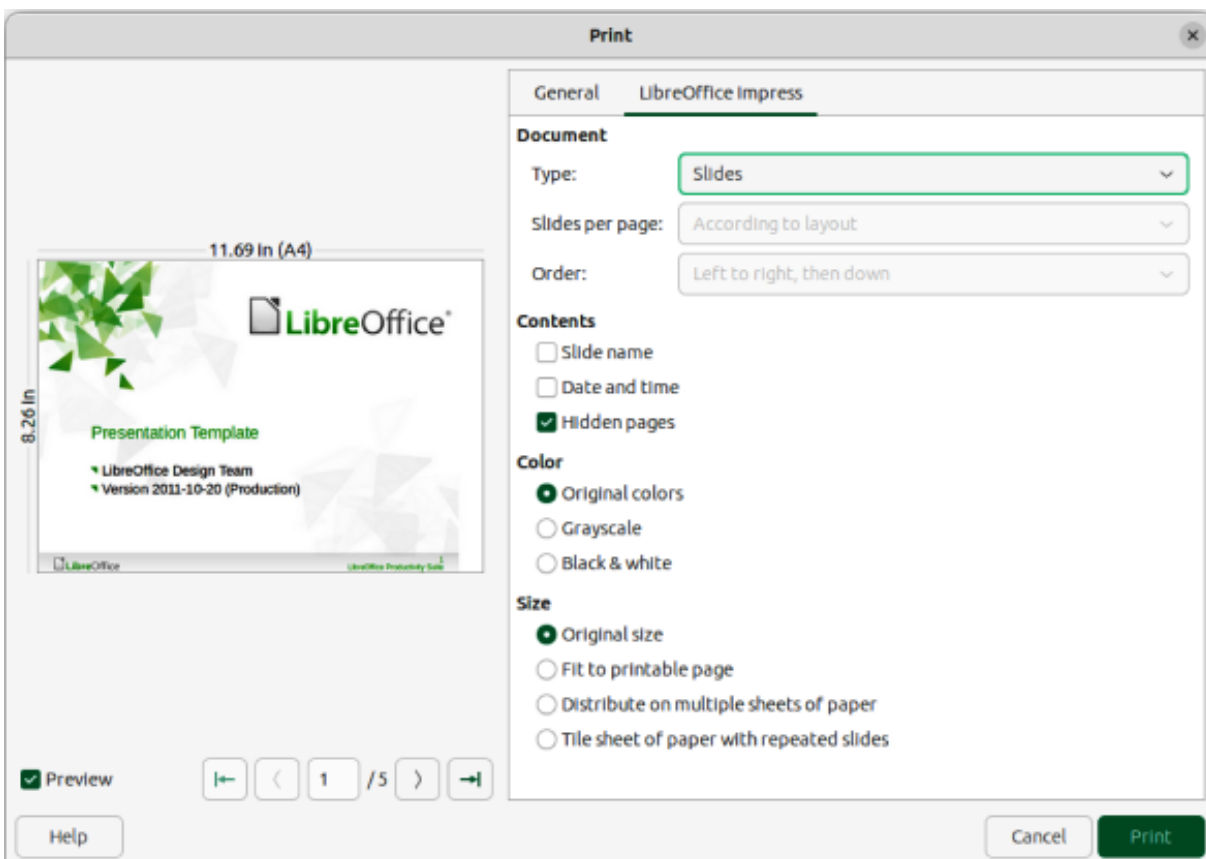 Print
General LibreOffice Impress
Document
Type: Slides
Slides per page: According to layout
Order: Left to right, then down
Contents
Slide name
Date and time
Hidden pages
Color
Original colors
Grayscale
Black & white
Size
Original size
Fit to printable page
Distribute on multiple sheets of paper
Tile sheet of paper with repeated slides
11.69 in (A4)
8.26 in
LibreOffice
Presentation Template
LibreOffice Design Team
Version 2011-10-20 (Production)
LibreOffice
1
LibreOffice Productivity Suite
Preview 1 /5
Help Cancel Print